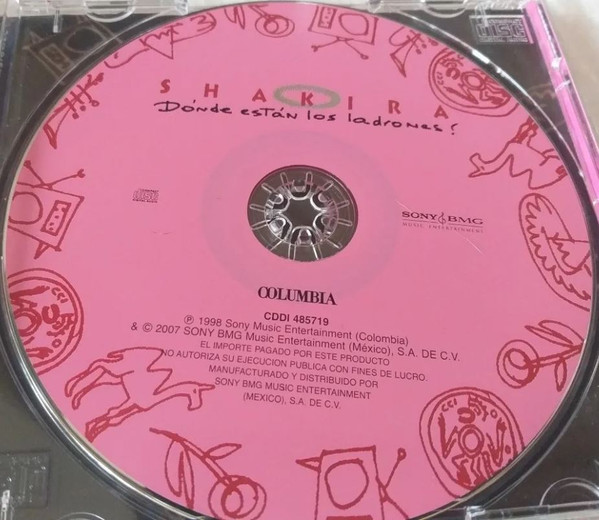 SHAKIRA
Dónde están los ladrones?
SONY BMG
MUSIC ENTERTAINMENT
COLUMBIA
CDDI 485719
℗ 1998 Sony Music Entertainment (Colombia)
& © 2007 SONY BMG Music Entertainment (México), S.A. DE C.V.
EL IMPORTE PAGADO POR ESTE PRODUCTO
NO AUTORIZA SU EJECUCION PUBLICA CON FINES DE LUCRO.
MANUFACTURADO Y DISTRIBUIDO POR
SONY BMG MUSIC ENTERTAINMENT
(MEXICO), S.A. DE C.V.